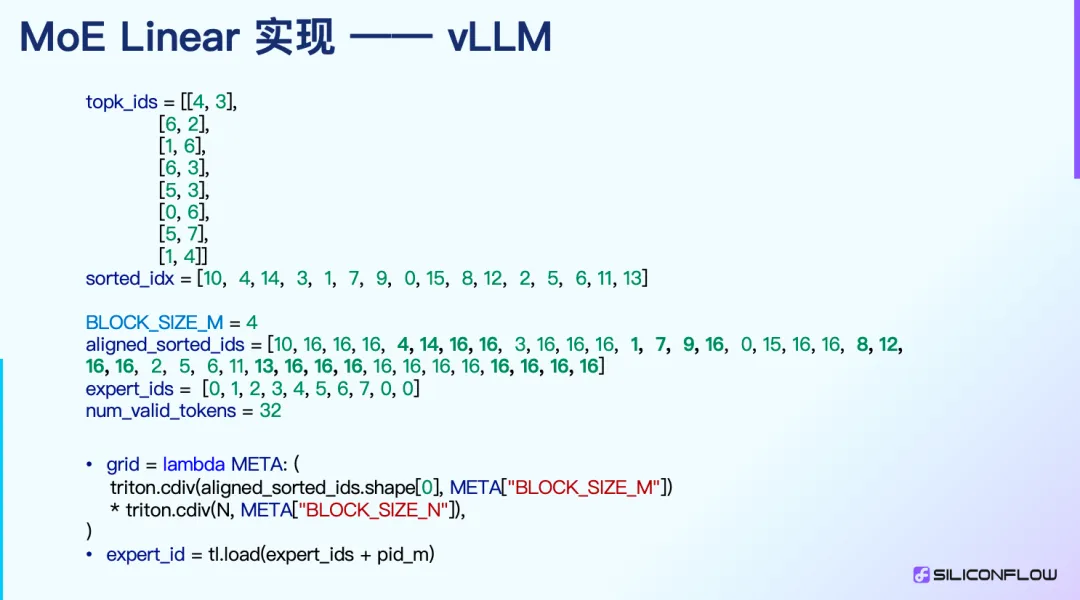 MoE Linear 实现 —— vLLM
topk_ids = [[4, 3],
[6, 2],
[1, 6],
[6, 3],
[5, 3],
[0, 6],
[5, 7],
[1, 4]]
sorted_idx = [10, 4, 14, 3, 1, 7, 9, 0, 15, 8, 12, 2, 5, 6, 11, 13]
BLOCK_SIZE_M = 4
aligned_sorted_ids = [10, 16, 16, 16, 4, 14, 16, 16, 3, 16, 16, 16, 1, 7, 9, 16, 0, 15, 16, 16, 8, 12,
16, 16, 2, 5, 6, 11, 13, 16, 16, 16, 16, 16, 16, 16, 16, 16, 16, 16]
expert_ids = [0, 1, 2, 3, 4, 5, 6, 7, 0, 0]
num_valid_tokens = 32
• grid = lambda META: (
triton.cdiv(aligned_sorted_ids.shape[0], META["BLOCK_SIZE_M"])
* triton.cdiv(N, META["BLOCK_SIZE_N"]),
)
• expert_id = tl.load(expert_ids + pid_m)
SILICONFLOW